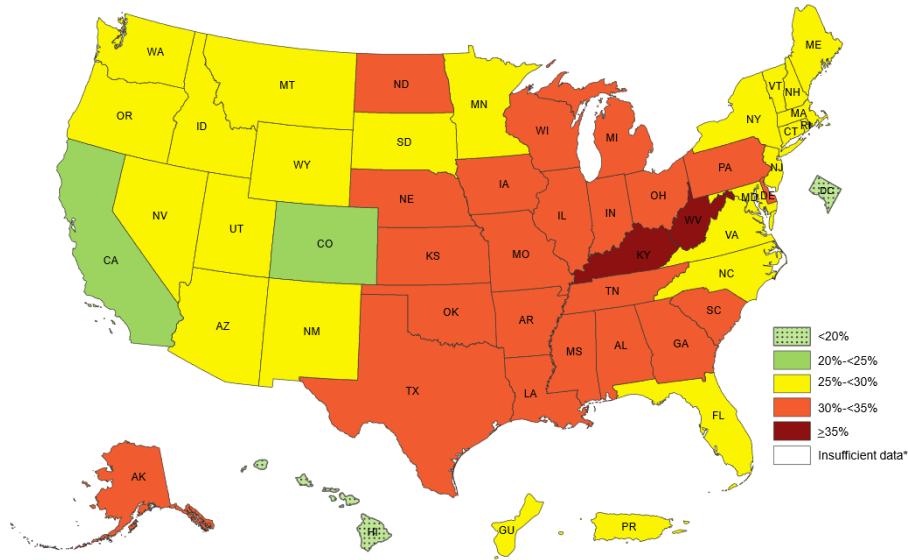 WA
MT
ND
MN
ME
VT
NH
OR
ID
SD
WI
MI
NY
MA
CT
RI
WY
IA
PA
NJ
NV
UT
CO
NE
IL
IN
OH
MD
DE
DC
CA
KS
MO
KY
WV
VA
AZ
NM
OK
AR
TN
NC
SC
TX
LA
MS
AL
GA
FL
<20%
20%-<25%
25%-<30%
30%-<35%
≥35%
Insufficient data*
AK
HI
GU
PR